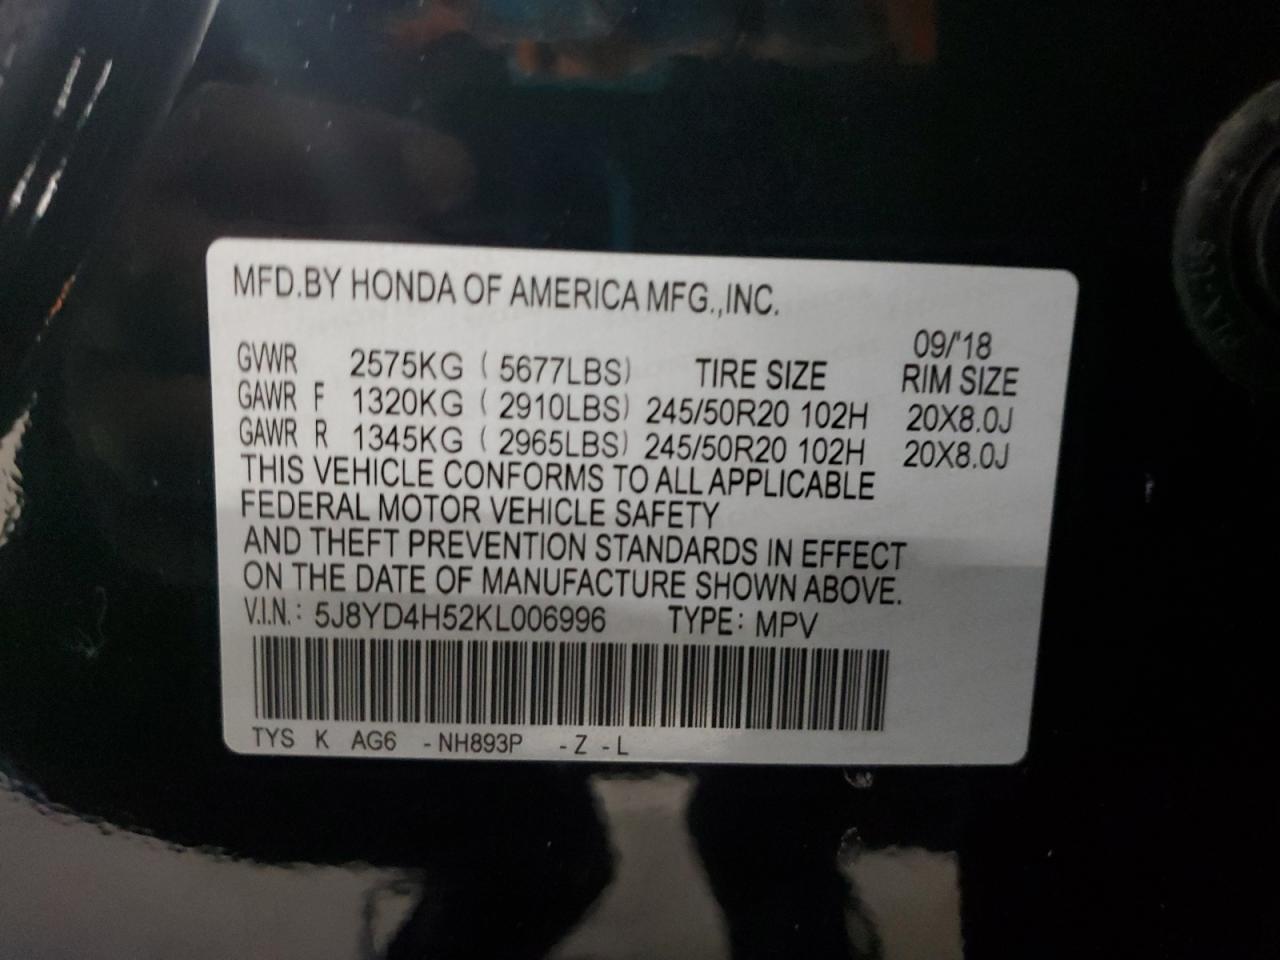 MFD.BY HONDA OF AMERICA MFG.,INC.
09/'18
GVWR 2575KG ( 5677LBS) TIRE SIZE RIM SIZE
GAWR F 1320KG ( 2910LBS) 245/50R20 102H 20X8.0J
GAWR R 1345KG ( 2965LBS) 245/50R20 102H 20X8.0J
THIS VEHICLE CONFORMS TO ALL APPLICABLE
FEDERAL MOTOR VEHICLE SAFETY
AND THEFT PREVENTION STANDARDS IN EFFECT
ON THE DATE OF MANUFACTURE SHOWN ABOVE.
V.I.N.: 5J8YD4H52KL006996 TYPE: MPV
TYS K AG6 -NH893P -Z -L